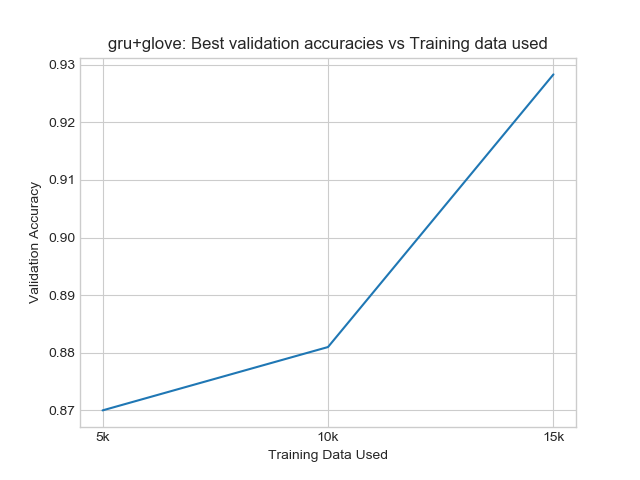 gru+glove: Best validation accuracies vs Training data used
0.93
0.92
0.91
0.90
0.89
0.88
0.87
Validation Accuracy
5k
10k
15k
Training Data Used